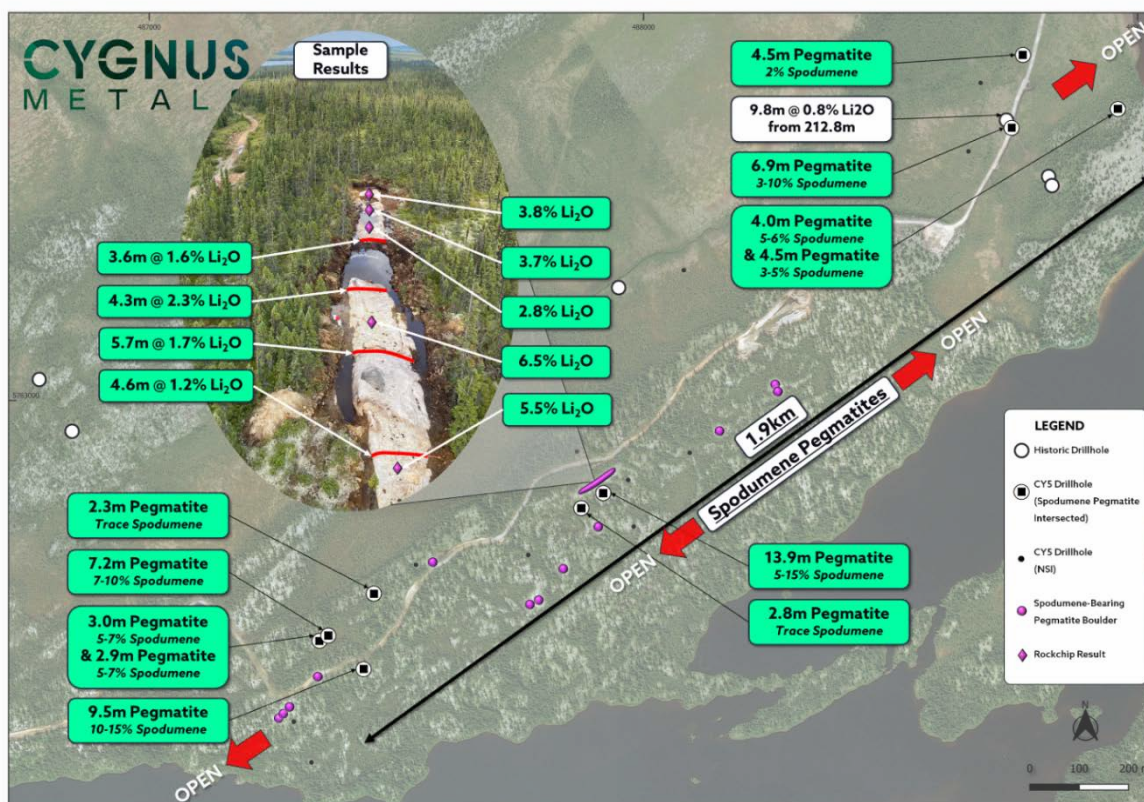 487000
488000
CYGNUS
METALS
Sample
Results
3.6m @ 1.6% Li₂O
4.3m @ 2.3% Li₂O
5.7m @ 1.7% Li₂O
4.6m @ 1.2% Li₂O
3.8% Li₂O
3.7% Li₂O
2.8% Li₂O
6.5% Li₂O
5.5% Li₂O
4.5m Pegmatite
2% Spodumene
9.8m @ 0.8% Li2O
from 212.8m
6.9m Pegmatite
3-10% Spodumene
4.0m Pegmatite
5-6% Spodumene
& 4.5m Pegmatite
3-5% Spodumene
OPEN
OPEN
1.9km
Spodumene Pegmatites
OPEN
5763000
2.3m Pegmatite
Trace Spodumene
7.2m Pegmatite
7-10% Spodumene
3.0m Pegmatite
5-7% Spodumene
& 2.9m Pegmatite
5-7% Spodumene
9.5m Pegmatite
10-15% Spodumene
OPEN
13.9m Pegmatite
5-15% Spodumene
2.8m Pegmatite
Trace Spodumene
LEGEND
Historic Drillhole
CY5 Drillhole
(Spodumene Pegmatite
Intersected)
CY5 Drillhole
(NSI)
Spodumene-Bearing
Pegmatite Boulder
Rockchip Result
N
0 100 200